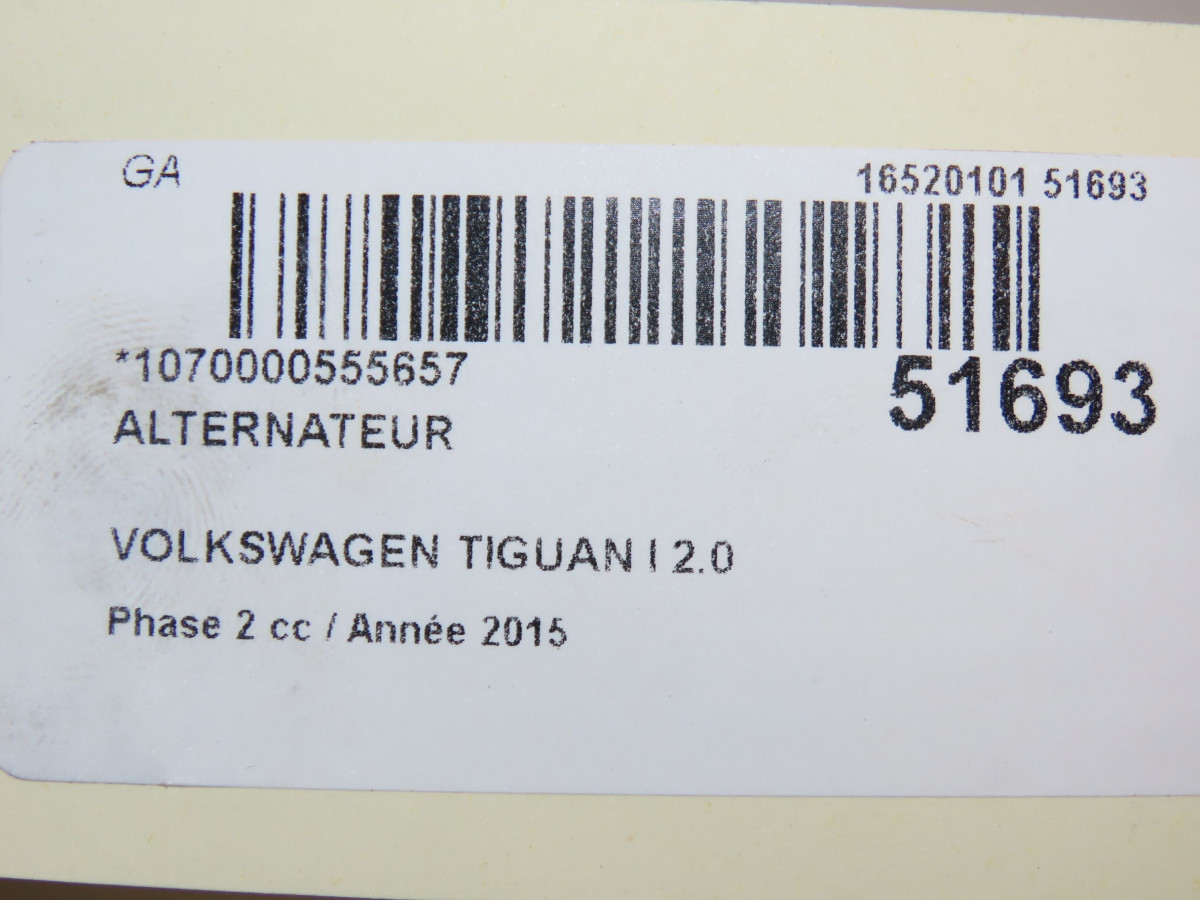 GA
16520101 51693
*1070000555657
51693
ALTERNATEUR
VOLKSWAGEN TIGUAN I 2.0
Phase 2 cc / Année 2015